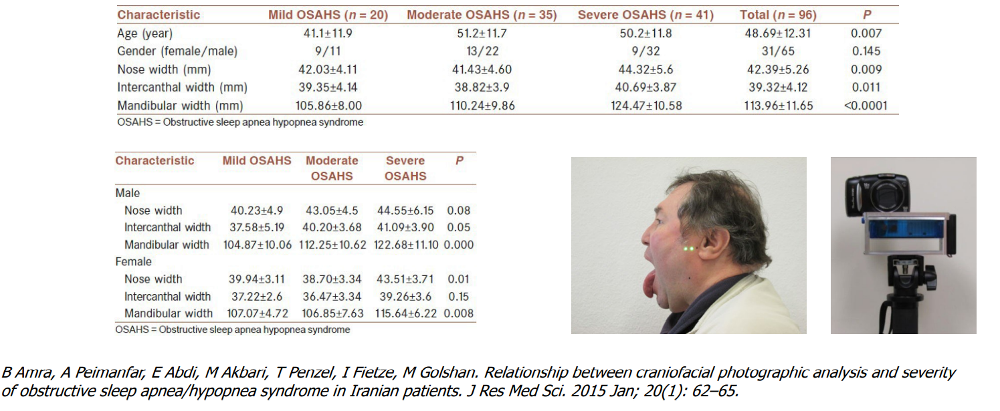 Characteristic Mild OSAHS (n = 20) Moderate OSAHS (n = 35) Severe OSAHS (n = 41) Total (n = 96) P
Age (year) 41.1±11.9 51.2±11.7 50.2±11.8 48.69±12.31 0.007
Gender (female/male) 9/11 13/22 9/32 31/65 0.145
Nose width (mm) 42.03±4.11 41.43±4.60 44.32±5.6 42.39±5.26 0.009
Intercanthal width (mm) 39.35±4.14 38.82±3.9 40.69±3.87 39.32±4.12 0.011
Mandibular width (mm) 105.86±8.00 110.24±9.86 124.47±10.58 113.96±11.65 <0.0001
OSAHS = Obstructive sleep apnea hypopnea syndrome
Characteristic Mild OSAHS Moderate Severe P
OSAHS OSAHS
Male
Nose width 40.23±4.9 43.05±4.5 44.55±6.15 0.08
Intercanthal width 37.58±5.19 40.20±3.68 41.09±3.90 0.05
Mandibular width 104.87±10.06 112.25±10.62 122.68±11.10 0.000
Female
Nose width 39.94±3.11 38.70±3.34 43.51±3.71 0.01
Intercanthal width 37.22±2.6 36.47±3.34 39.26±3.6 0.15
Mandibular width 107.07±4.72 106.85±7.63 115.64±6.22 0.008
OSAHS = Obstructive sleep apnea hypopnea syndrome
B Amra, A Peimanfar, E Abdi, M Akbari, T Penzel, I Fietze, M Golshan. Relationship between craniofacial photographic analysis and severity
of obstructive sleep apnea/hypopnea syndrome in Iranian patients. J Res Med Sci. 2015 Jan; 20(1): 62–65.